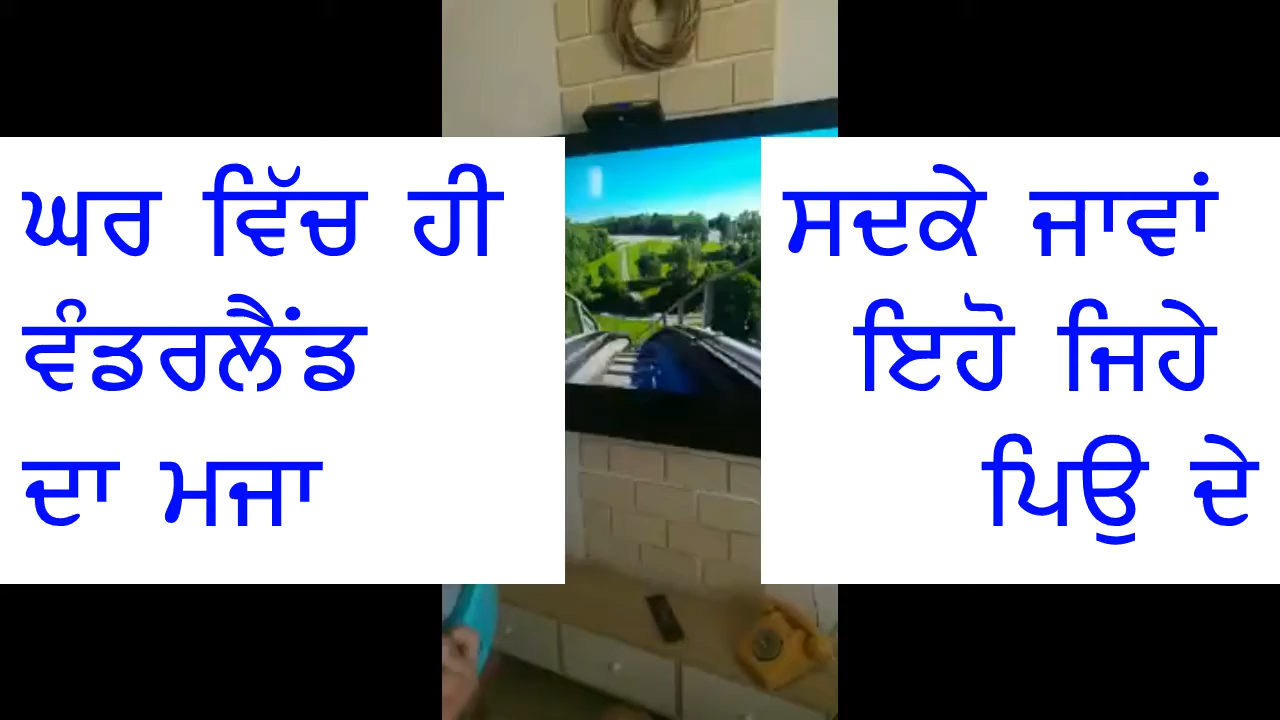 ਘਰ ਵਿੱਚ ਹੀ
ਵੰਡਰਲੈਂਡ
ਦਾ ਮਜਾ
ਸਦਕੇ ਜਾਵਾਂ
ਇਹੋ ਜਿਹੇ
ਪਿਉ ਦੇ